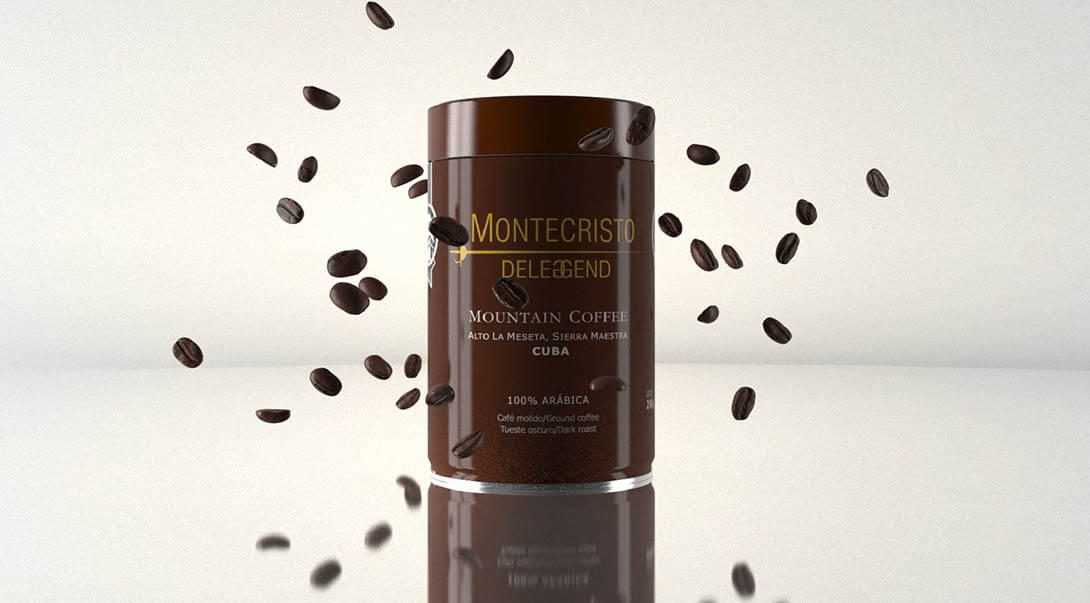 MONTECRISTO
DELEGGEND
MOUNTAIN COFFEE
ALTO LA MESETA, SIERRA MAESTRA
CUBA
100% ARÁBICA
Café molido/Ground coffee
Tueste oscuro/Dark roast